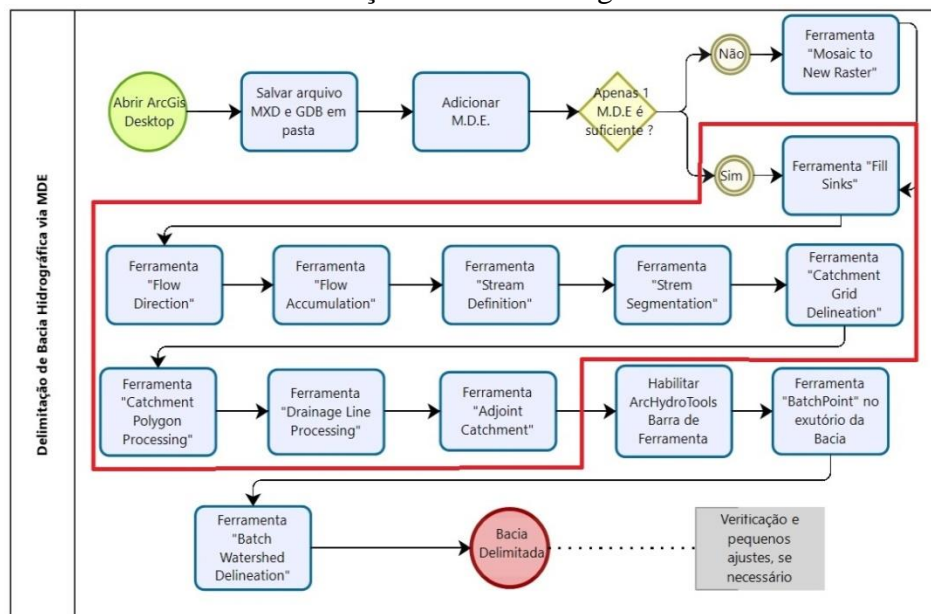 Delimitação de Bacia Hidrográfica via MDE
Abrir ArcGis
Desktop
Salvar arquivo
MXD e GDB em
pasta
Adicionar
M.D.E.
Apenas 1
M.D.E é
suficiente ?
Não
Ferramenta
"Mosaic to
New Raster"
Sim
Ferramenta "Fill
Sinks"
Ferramenta
"Flow
Direction"
Ferramenta
"Flow
Accumulation"
Ferramenta
"Stream
Definition"
Ferramenta
"Strem
Segmentation"
Ferramenta
"Catchment
Grid
Delineation"
Ferramenta
"Catchment
Polygon
Processing"
Ferramenta
"Drainage Line
Processing"
Ferramenta
"Adjoint
Catchment"
Habilitar
ArcHydroTools
Barra de
Ferramenta
Ferramenta
"BatchPoint" no
exutório da
Bacia
Ferramenta
"Batch
Watershed
Delineation"
Bacia
Delimitada
Verificação e
pequenos
ajustes, se
necessário